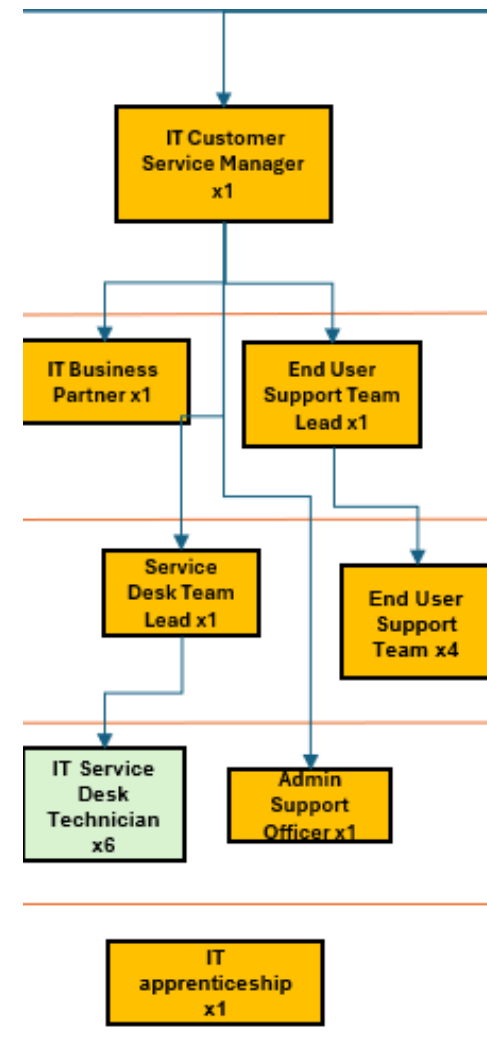 IT Customer
Service Manager
x1
IT Business
Partner x1
End User
Support Team
Lead x1
Service
Desk Team
Lead x1
End User
Support
Team x4
IT Service
Desk
Technician
x6
Admin
Support
Officer x1
IT
apprenticeship
x1